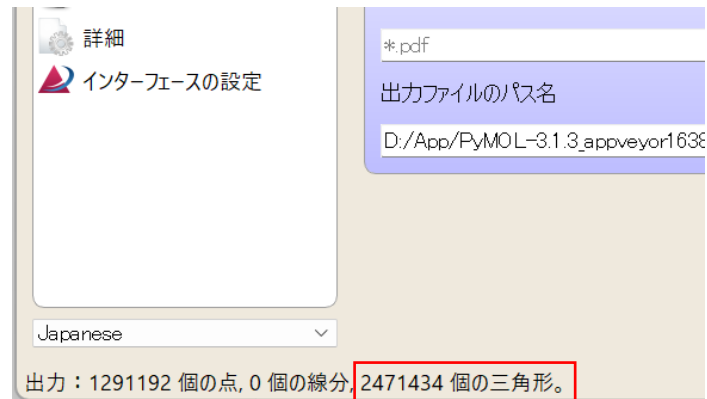 詳細
インターフェースの設定
*.pdf
出力ファイルのパス名
D:/App/PyMOL-3.1.3_appveyor1638
Japanese
出力：1291192 個の点, 0 個の線分, 2471434 個の三角形。